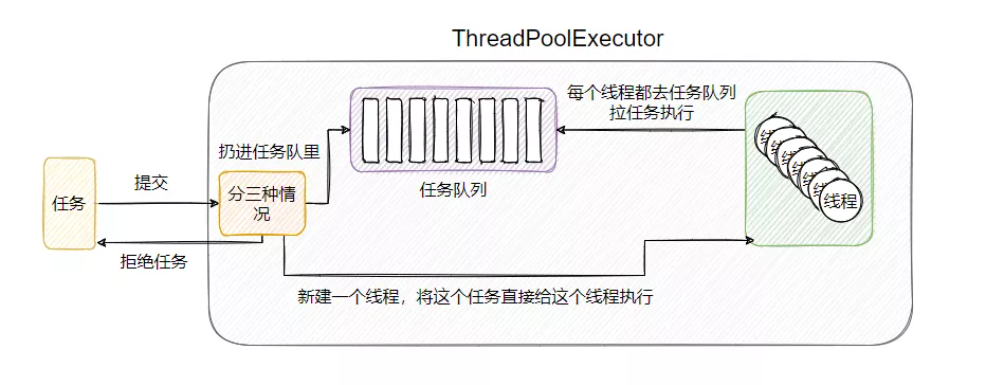 ThreadPoolExecutor
每个线程都去任务队列
拉任务执行
扔进任务队里
任务队列
任务
提交
分三种情
况
拒绝任务
线程
新建一个线程，将这个任务直接给这个线程执行